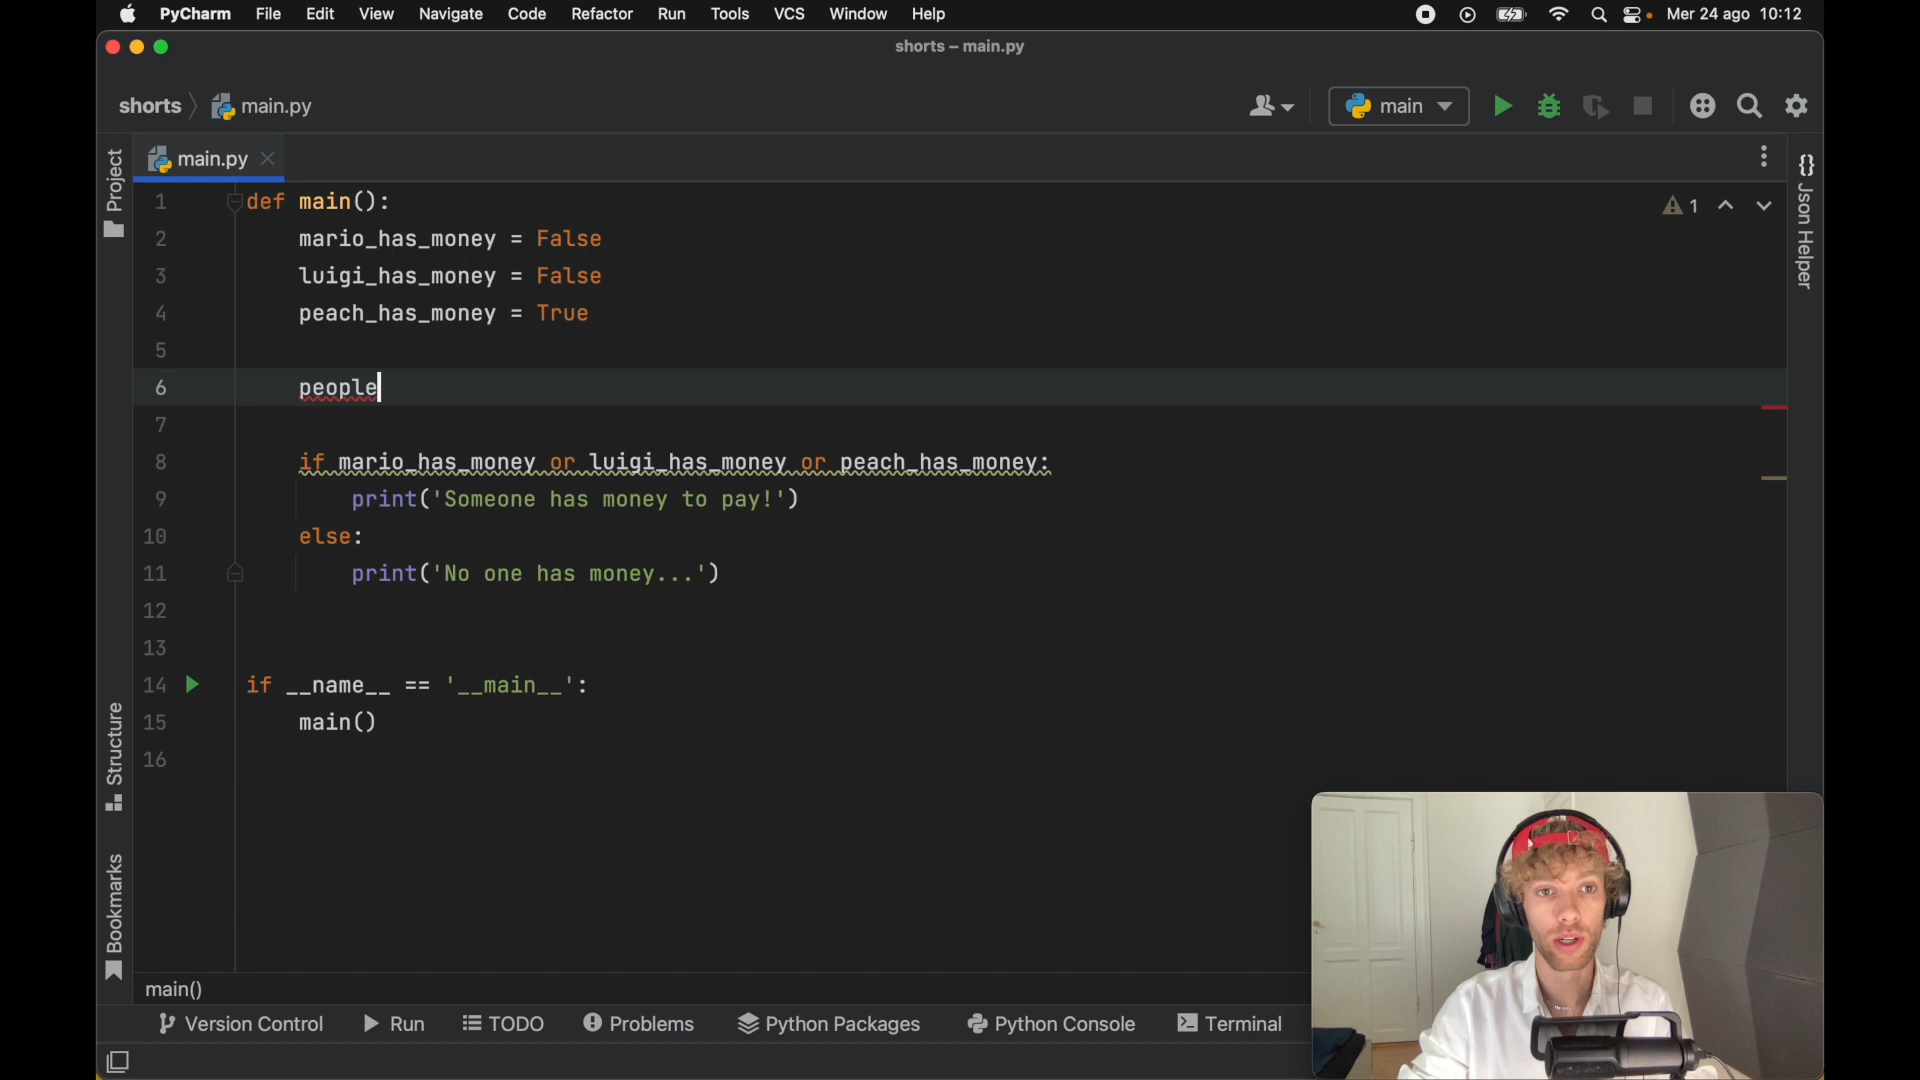 PyCharm File Edit View Navigate Code Refactor Run Tools VCS Window Help Mer 24 ago 10:12
shorts – main.py
shorts main.py main
Project
main.py
{} Json Helper
1 def main(): 1
2 mario_has_money = False
3 luigi_has_money = False
4 peach_has_money = True
5
6 people
7
8 if mario_has_money or luigi_has_money or peach_has_money:
9 print('Someone has money to pay!')
10 else:
11 print('No one has money...')
12
13
14 if __name__ == '__main__':
15 main()
16
Structure
Bookmarks
main()
Version Control Run TODO Problems Python Packages Python Console Terminal